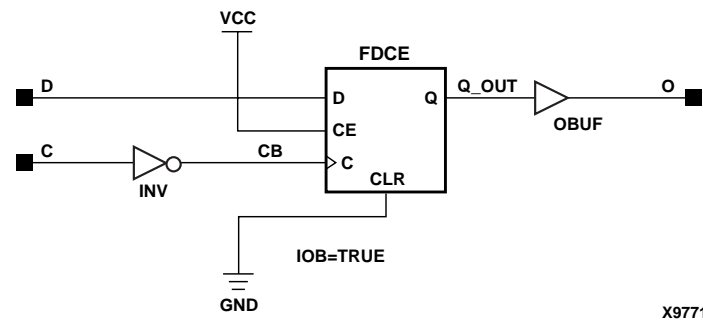 VCC
FDCE
D
D
Q
Q_OUT
O
OBUF
CE
C
INV
CB
C
CLR
IOB=TRUE
GND
X9771